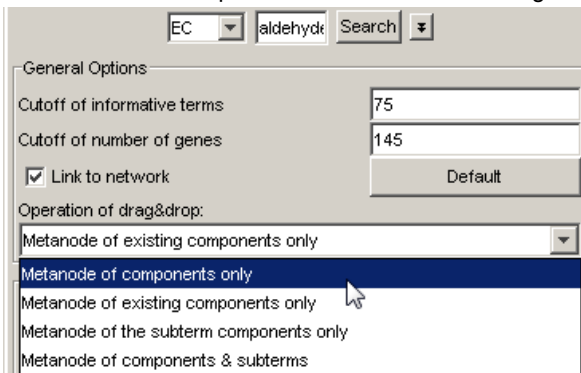 EC aldehyde Search
General Options
Cutoff of informative terms 75
Cutoff of number of genes 145
Link to network Default
Operation of drag&drop:
Metanode of existing components only
Metanode of components only
Metanode of existing components only
Metanode of the subterm components only
Metanode of components & subterms